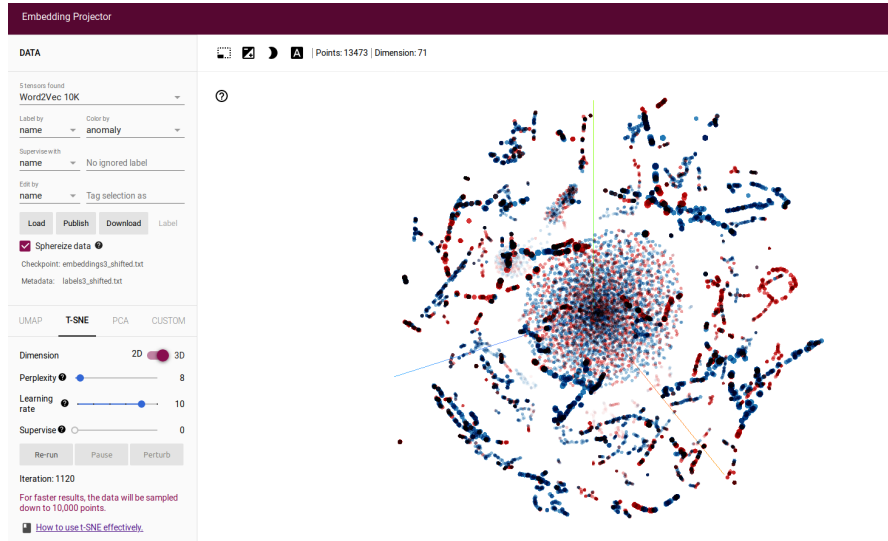 Embedding Projector
DATA
A | Points: 13473 | Dimension: 71
5 tensors found
Word2Vec 10K
Label by Color by
name anomaly
Supervise with
name No ignored label
Edit by
name Tag selection as
Load Publish Download Label
Spherize data ?
Checkpoint: embeddings3_shifted.txt
Metadata: labels3_shifted.txt
UMAP T-SNE PCA CUSTOM
Dimension 2D 3D
Perplexity ? 8
Learning
rate ? 10
Supervise ? 0
Re-run Pause Perturb
Iteration: 1120
For faster results, the data will be sampled
down to 10,000 points.
How to use t-SNE effectively.
?